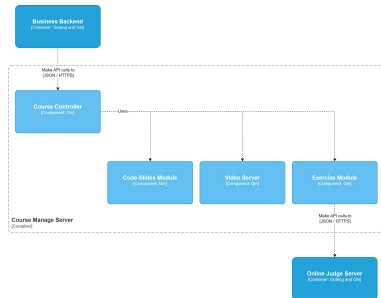 Business Backend
[Container: Golang and Gin]
Make API calls to
[JSON / HTTPS]
Course Controller
[Component: Gin]
Uses
Code-Slides Module
[Component: Gin]
Video Server
[Component: Gin]
Exercise Module
[Component: Gin]
Course Manage Server
[Container]
Make API calls to
[JSON / HTTPS]
Online Judge Server
[Container: Golang and Gin]